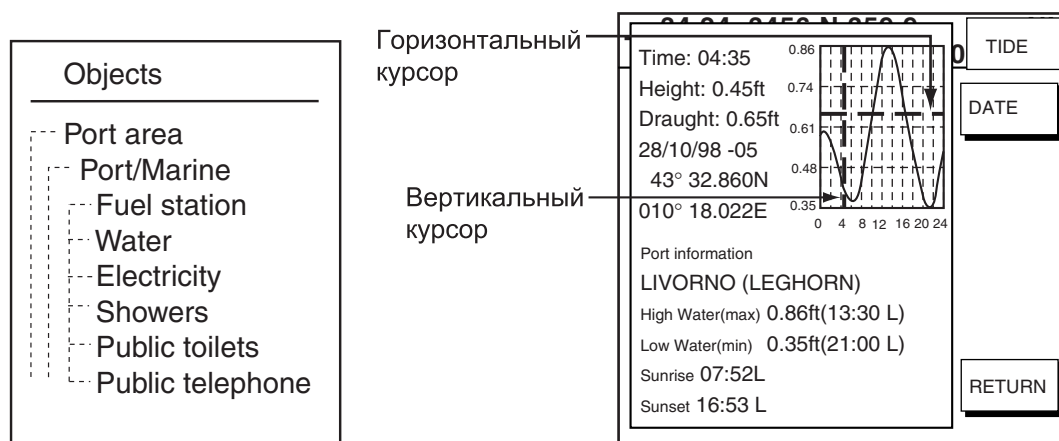 Objects
Port area
Port/Marine
Fuel station
Water
Electricity
Showers
Public toilets
Public telephone
Горизонтальный
курсор
Вертикальный
курсор
Time: 04:35
Height: 0.45ft
Draught: 0.65ft
28/10/98 -05
43° 32.860N
010° 18.022E
0.86
0.74
0.61
0.48
0.35
0 4 8 12 16 20 24
Port information
LIVORNO (LEGHORN)
High Water(max) 0.86ft(13:30 L)
Low Water(min) 0.35ft(21:00 L)
Sunrise 07:52L
Sunset 16:53 L
TIDE
DATE
RETURN